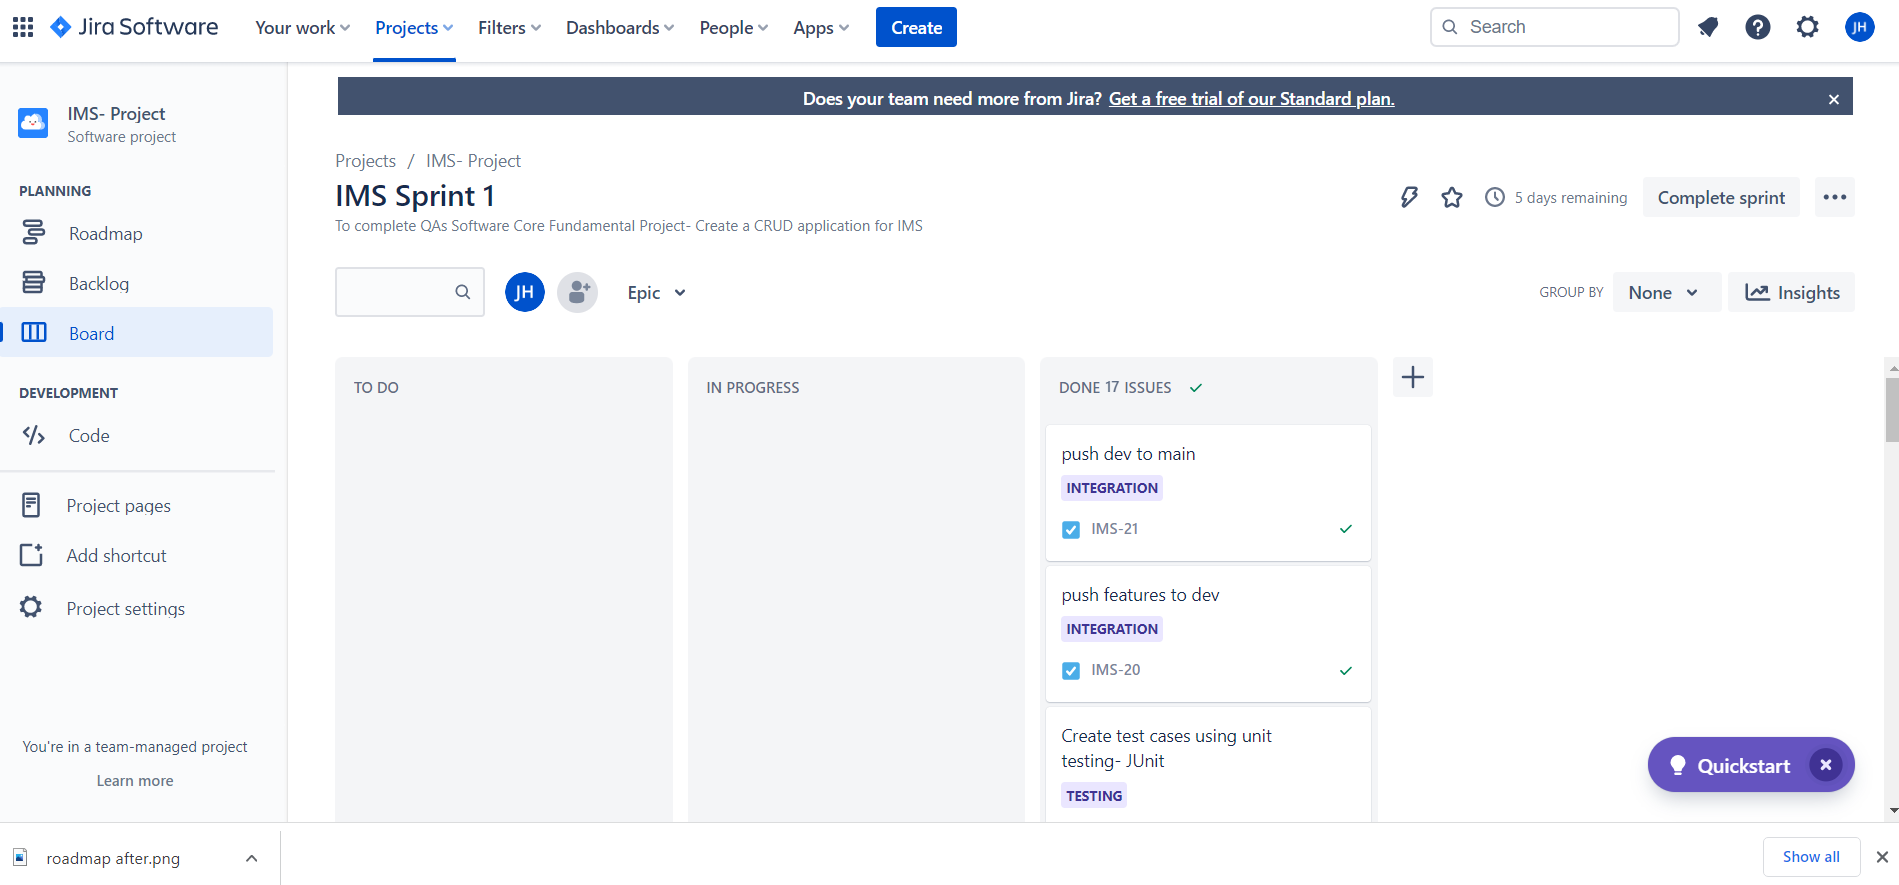 Jira Software
Your work
Projects
Filters
Dashboards
People
Apps
Create
Search
JH
IMS- Project
Software project
PLANNING
Roadmap
Backlog
Board
DEVELOPMENT
Code
Project pages
Add shortcut
Project settings
You're in a team-managed project
Learn more
Does your team need more from Jira? Get a free trial of our Standard plan.
Projects / IMS- Project
IMS Sprint 1
To complete QAs Software Core Fundamental Project- Create a CRUD application for IMS
5 days remaining
Complete sprint
JH
Epic
GROUP BY
None
Insights
TO DO
IN PROGRESS
DONE 17 ISSUES
push dev to main
INTEGRATION
IMS-21
push features to dev
INTEGRATION
IMS-20
Create test cases using unit
testing- JUnit
TESTING
Quickstart
roadmap after.png
Show all